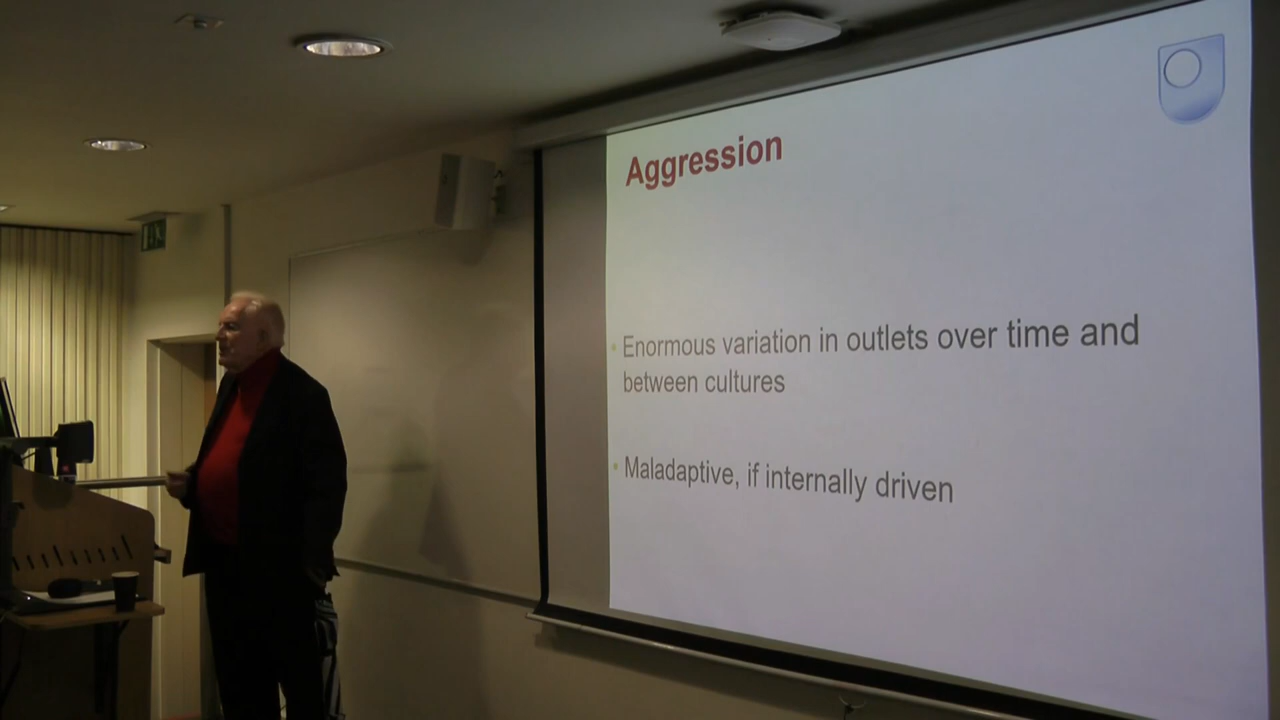 Aggression
• Enormous variation in outlets over time and
between cultures
• Maladaptive, if internally driven